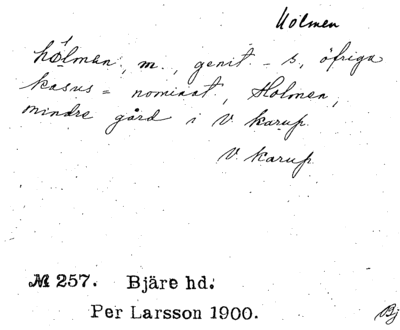 Holmen
hólmen, m., genit. -s, öfriga
kasus = nominat, Holmen,
mindre gård i V. Karup.
V. Karup
№ 257. Bjäre hd.
Per Larsson 1900.
Bj